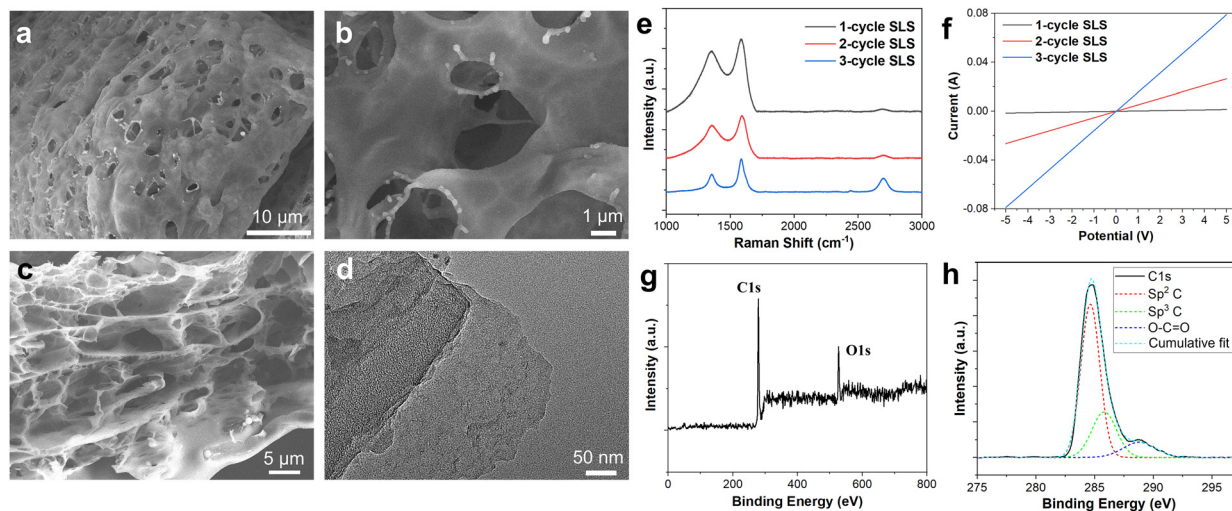 a
10 µm
b
1 µm
c
5 µm
d
50 nm
e
1-cycle SLS
2-cycle SLS
3-cycle SLS
Intensity (a.u.)
1000 1500 2000 2500 3000
Raman Shift (cm⁻¹)
f
1-cycle SLS
2-cycle SLS
3-cycle SLS
Current (A)
0.08
0.04
0.00
-0.04
-0.08
-5 -4 -3 -2 -1 0 1 2 3 4 5
Potential (V)
g
C1s
O1s
Intensity (a.u.)
0 200 400 600 800
Binding Energy (eV)
h
C1s
Sp² C
Sp³ C
O-C=O
Cumulative fit
Intensity (a.u.)
275 280 285 290 295
Binding Energy (eV)